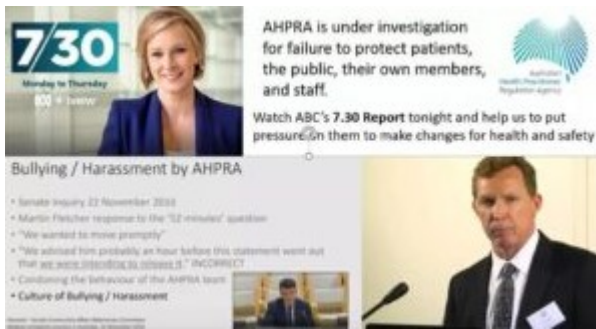 7/30
Monday to Thursday
ABC iview
AHPRA is under investigation
for failure to protect patients,
the public, their own members,
and staff.
Australian
Health Practitioner
Regulation Agency
Watch ABC's 7.30 Report tonight and help us to put
pressure on them to make changes for health and safety
Bullying / Harassment by AHPRA
• Senate Inquiry 22 November 2016
• Martin Fletcher response to the "12 minutes" question
• "We wanted to move promptly"
• "We advised him probably an hour before this statement went out
that we were intending to release it." INCORRECT
• Condoning the behaviour of the AHPRA team
• Culture of Bullying / Harassment